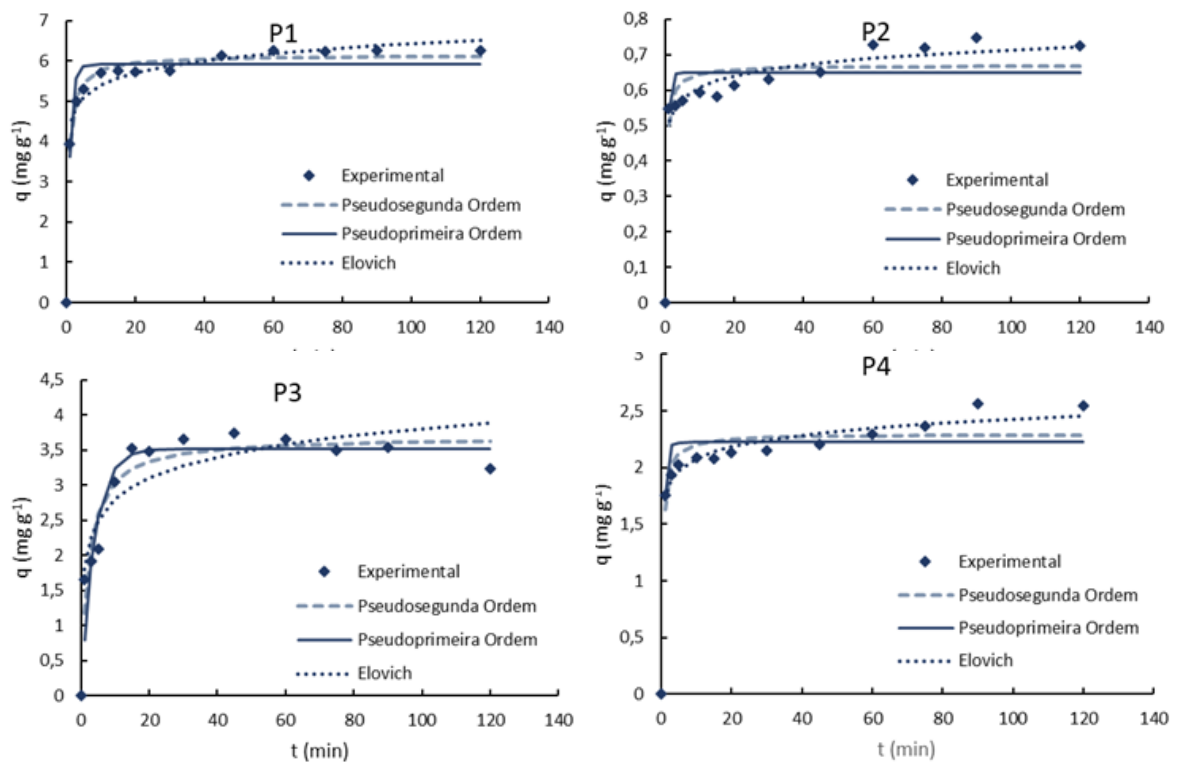 P1
7
6
5
4
3
2
1
0
q (mg g⁻¹)
Experimental
Pseudosegunda Ordem
Pseudoprimeira Ordem
Elovich
0 20 40 60 80 100 120 140
P2
0,8
0,7
0,6
0,5
0,4
0,3
0,2
0,1
0
q (mg g⁻¹)
Experimental
Pseudosegunda Ordem
Pseudoprimeira Ordem
Elovich
0 20 40 60 80 100 120 140
P3
4,5
4
3,5
3
2,5
2
1,5
1
0,5
0
q (mg g⁻¹)
Experimental
Pseudosegunda Ordem
Pseudoprimeira Ordem
Elovich
0 20 40 60 80 100 120 140
t (min)
P4
3
2,5
2
1,5
1
0,5
0
q (mg g⁻¹)
Experimental
Pseudosegunda Ordem
Pseudoprimeira Ordem
Elovich
0 20 40 60 80 100 120 140
t (min)